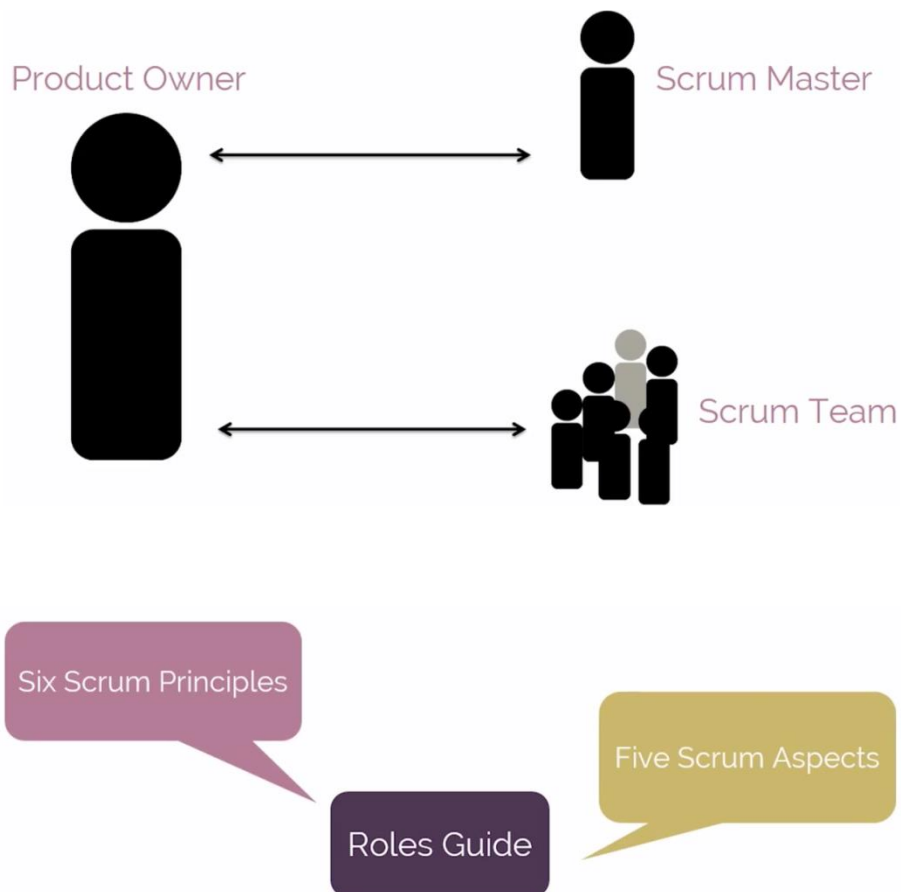 Product Owner
Scrum Master
Scrum Team
Six Scrum Principles
Five Scrum Aspects
Roles Guide